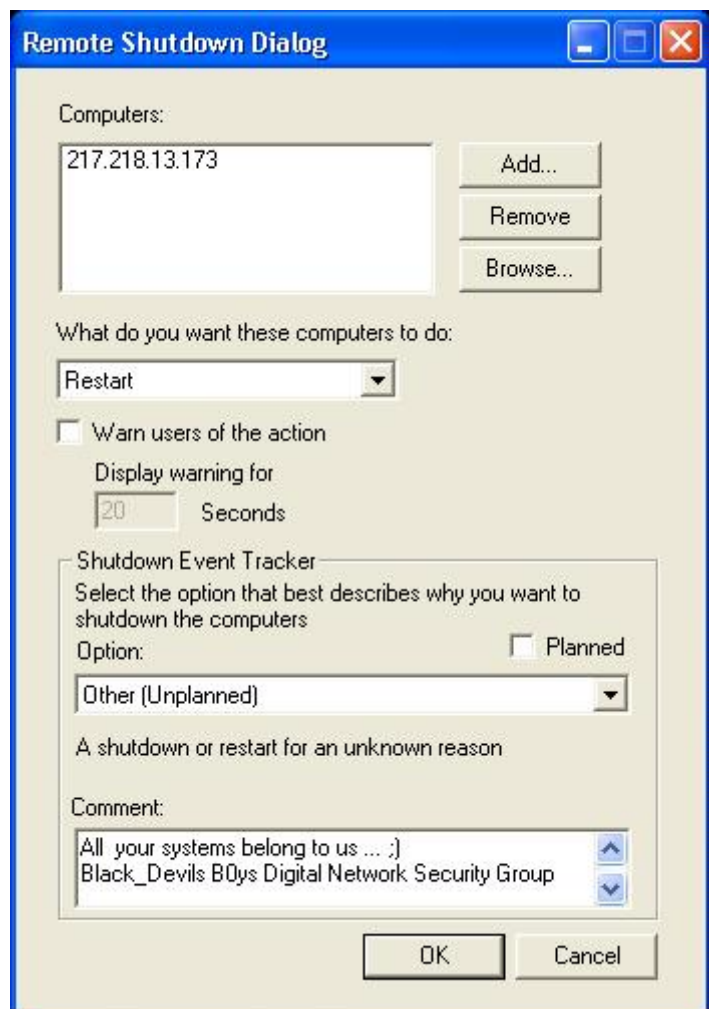 Remote Shutdown Dialog
Computers:
217.218.13.173
Add...
Remove
Browse...
What do you want these computers to do:
Restart
Warn users of the action
Display warning for
20 Seconds
Shutdown Event Tracker
Select the option that best describes why you want to
shutdown the computers
Option:
Planned
Other (Unplanned)
A shutdown or restart for an unknown reason
Comment:
All your systems belong to us ... ;)
Black_Devils B0ys Digital Network Security Group
OK
Cancel